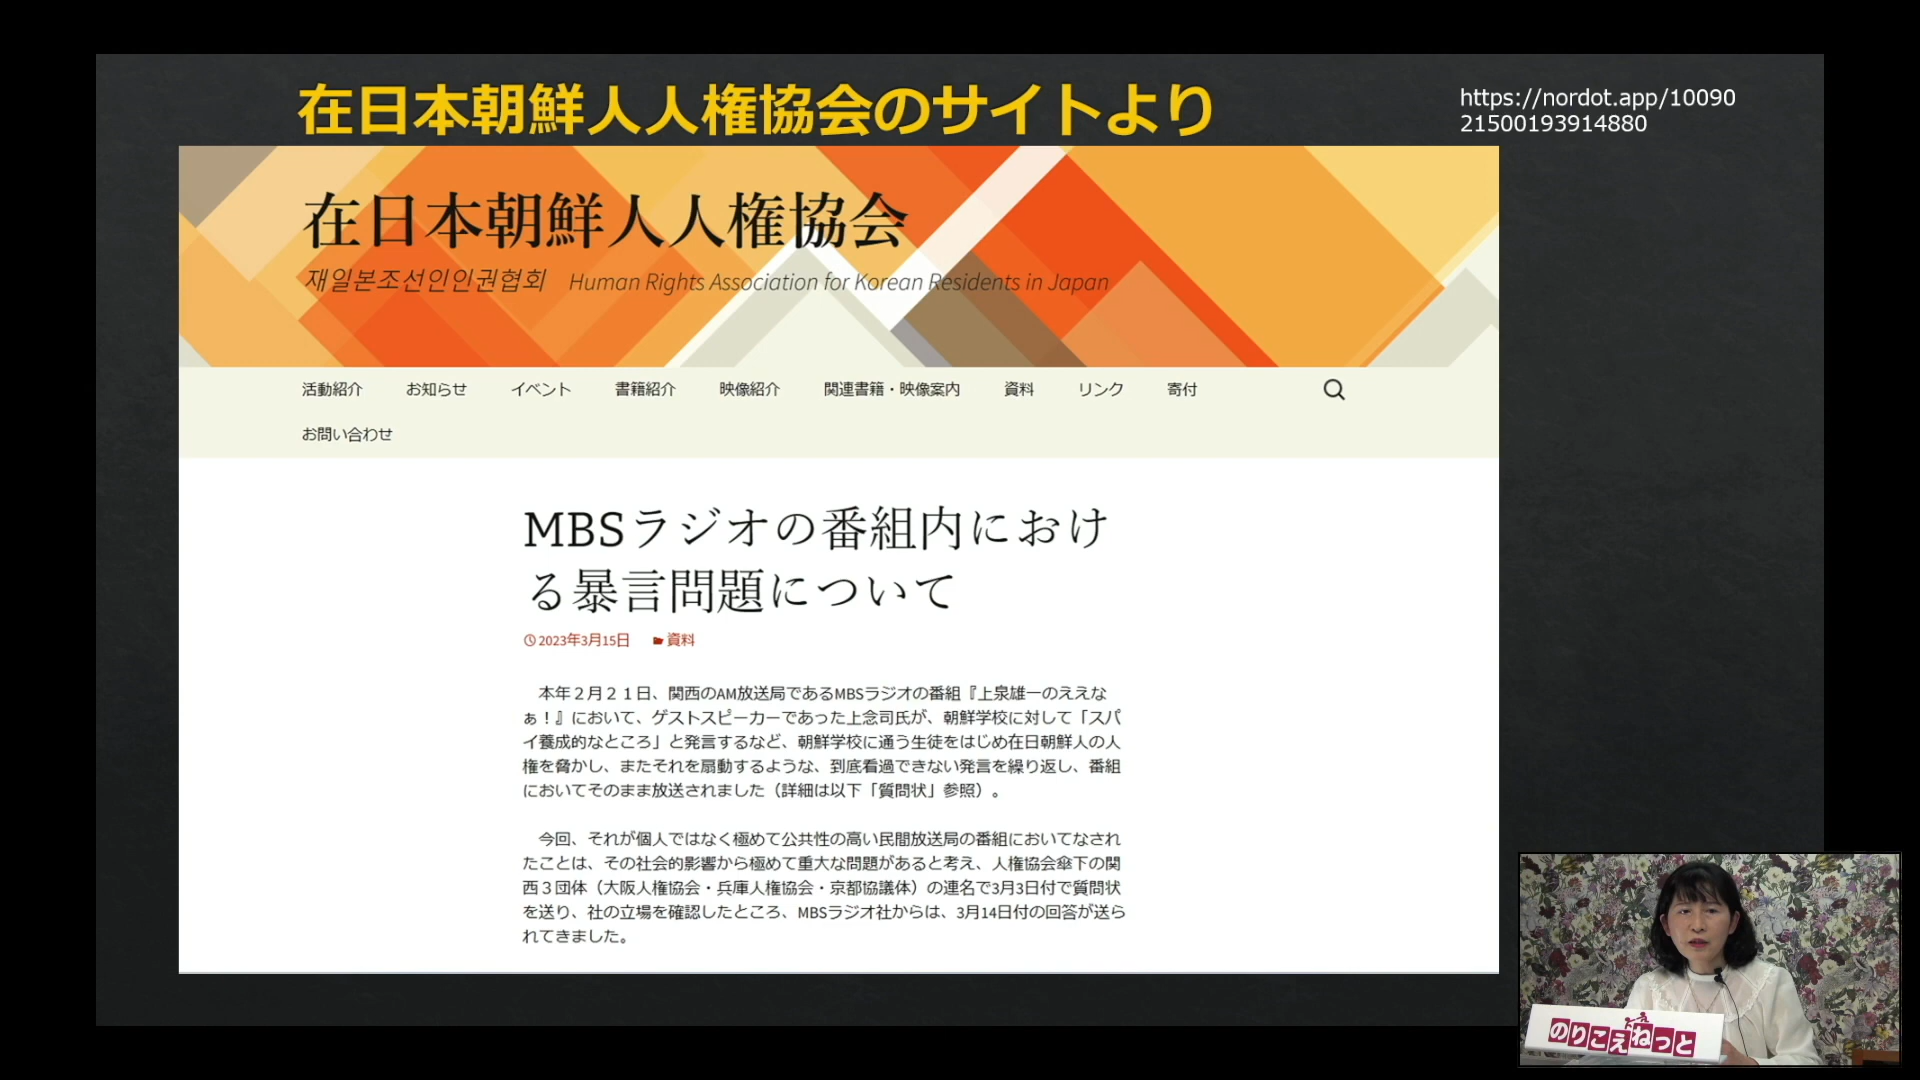 在日本朝鮮人人権協会のサイトより
https://nordot.app/10090
21500193914880
在日本朝鮮人人権協会
재일본조선인인권협회 Human Rights Association for Korean Residents in Japan
活動紹介 お知らせ イベント 書籍紹介 映像紹介 関連書籍・映像案内 資料 リンク 寄付
お問い合わせ
MBSラジオの番組内におけ
る暴言問題について
2023年3月15日 資料
本年２月２１日、関西のAM放送局であるMBSラジオの番組『上泉雄一のええな
ぁ！』において、ゲストスピーカーであった上念司氏が、朝鮮学校に対して「スパ
イ養成的なところ」と発言するなど、朝鮮学校に通う生徒をはじめ在日朝鮮人の人
権を脅かし、またそれを扇動するような、到底看過できない発言を繰り返し、番組
においてそのまま放送されました（詳細は以下「質問状」参照）。
今回、それが個人ではなく極めて公共性の高い民間放送局の番組においてなされ
たことは、その社会的影響から極めて重大な問題があると考え、人権協会傘下の関
西３団体（大阪人権協会・兵庫人権協会・京都協議体）の連名で3月3日付で質問状
を送り、社の立場を確認したところ、MBSラジオ社からは、3月14日付の回答が送ら
れてきました。
のりこえねっと